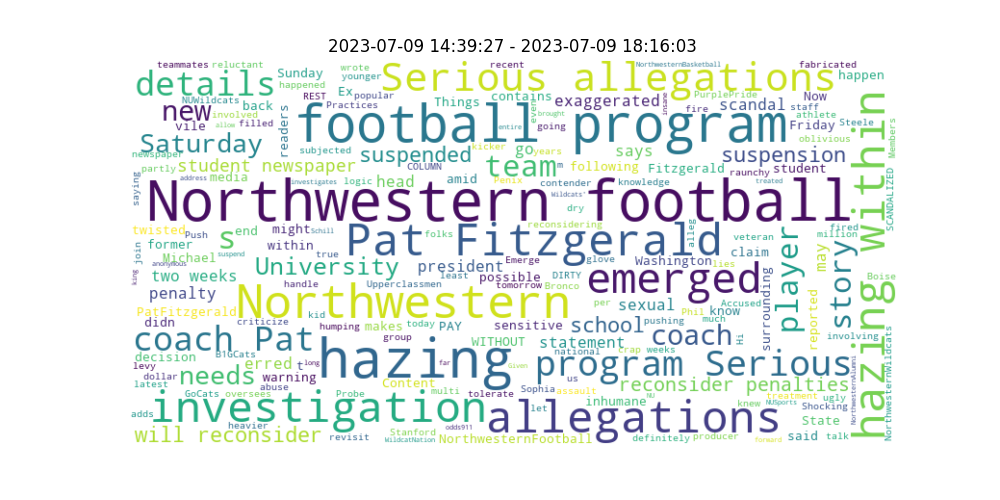 2023-07-09 14:39:27 - 2023-07-09 18:16:03
teammates reluctant wrote recent NorthwesternBasketball fabricated
details Sunday happened Ex younger Serious allegations happen
NUWildcats REST popular contains exaggerated insane PurplePride Now
new involved back Practices Things event brought fire scandal staff athlete
vile allow filled readers football program Friday Steele
Saturday subjected entire going oblivious
newspaper kicker go years says suspension
partly student newspaper COLUMN suspended team m following Fitzgerald raunchy student
address media investigates logic head amid Penis contender Wildcats' knowledge treated
saying Northwestern football within Members SCANDALIZED
twisted s end might folks dry reconsidering alleg veteran fired million
join former Push within true Schill Pat Fitzgerald claim player may story
king Michael suspend University Emerge glove Washington lies
anonymous president possible tomorrow DIRTY Bronco emerged surrounding Boise
two weeks handle Upperclassmen least
penalty Northwestern per sexual Accused Phil know reported
PatFitzgerald kid sensitive school pushing much Hi involving
didn criticize humping makes today PAY coach
coach Pat B1GCats group WITHOUT statement national crap weeks
decision erred t long hazing far program Serious hazing
levy needs warning Content Given Sophia us reconsider penalties
dollar GoCats oversees abuse Probe multi tolerate inhumane assault treatment ugly
latest investigation let allegations knew NUSports NU Shocking NorthwesternAlumni NorthwesternWildcats
adds heavier Stanford odds911 State
will reconsider revisit WildcatNation NorthwesternFootball definitely producer forward said talk